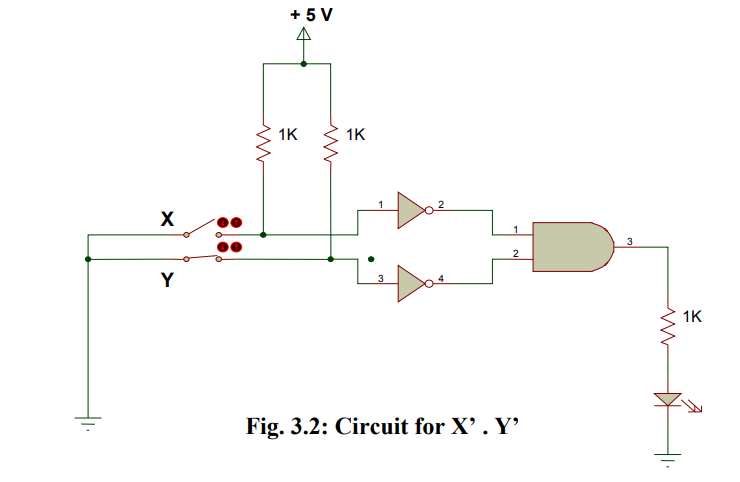 + 5 V
1K
1K
X
1
2
1
2
3
Y
3
4
1K
Fig. 3.2: Circuit for X’ . Y’